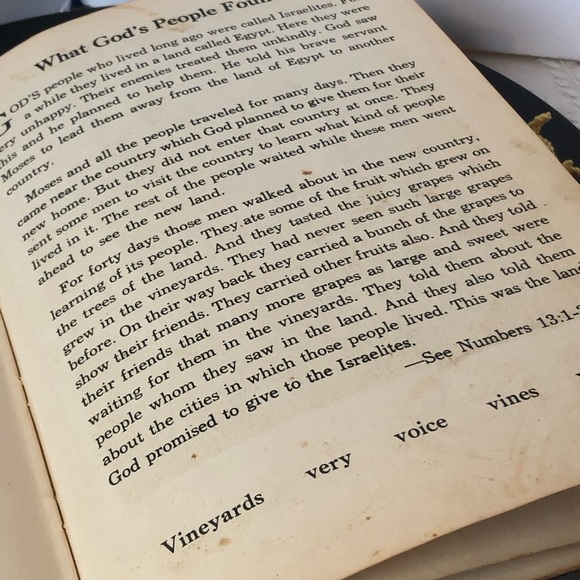 What God's People Foun
GOD'S people who lived long ago were called Israelites. For
a while they lived in a land called Egypt. Here they were
ery unhappy. Their enemies treated them unkindly. God saw
his and he planned to help them. He told his brave servant
Moses to lead them away from the land of Egypt to another
country.
Moses and all the people traveled for many days. Then they
came near the country which God planned to give them for their
new home. But they did not enter that country at once. They
sent some men to visit the country to learn what kind of people
lived in it. The rest of the people waited while these men went
ahead to see the new land.
For forty days those men walked about in the new country,
learning of its people. They ate some of the fruit which grew on
the trees of the land. And they tasted the juicy grapes which
grew in the vineyards. They had never seen such large grapes
before. On their way back they carried a bunch of the grapes to
show their friends. They carried other fruits also. And they told
their friends that many more grapes as large and sweet were
waiting for them in the vineyards. They told them about the
people whom they saw in the land. And they also told them
about the cities in which those people lived. This was the land
God promised to give to the Israelites.
—See Numbers 13:1-
Vineyards very voice vines